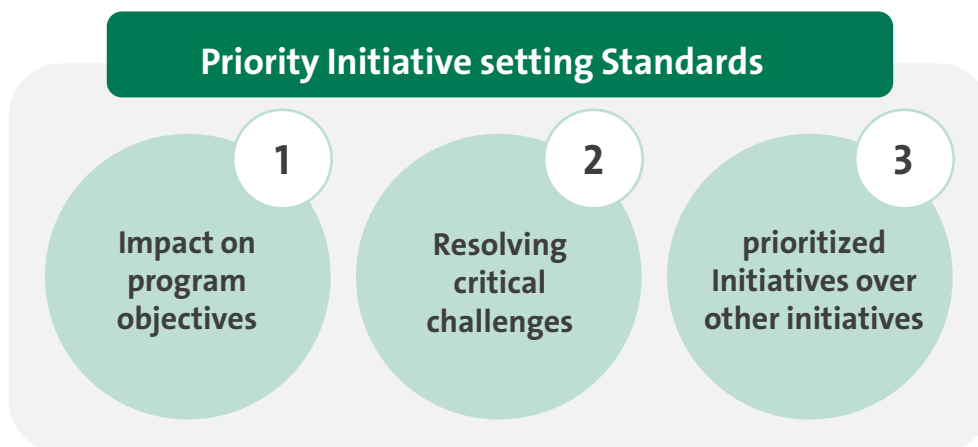 Priority Initiative setting Standards
1
Impact on
program
objectives
2
Resolving
critical
challenges
3
prioritized
Initiatives over
other initiatives